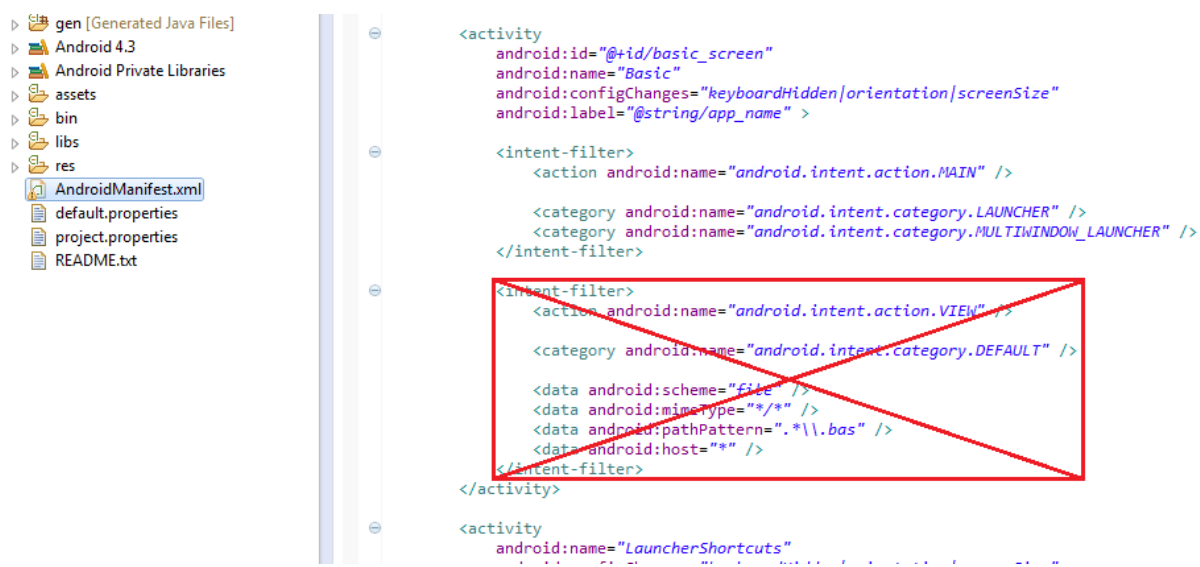 gen [Generated Java Files]
Android 4.3
Android Private Libraries
assets
bin
libs
res
AndroidManifest.xml
default.properties
project.properties
README.txt
<activity
android:id="@+id/basic_screen"
android:name="Basic"
android:configChanges="keyboardHidden|orientation|screenSize"
android:label="@string/app_name" >
<intent-filter>
<action android:name="android.intent.action.MAIN" />
<category android:name="android.intent.category.LAUNCHER" />
<category android:name="android.intent.category.MULTIWINDOW_LAUNCHER" />
</intent-filter>
<intent-filter>
<action android:name="android.intent.action.VIEW" />
<category android:name="android.intent.category.DEFAULT" />
<data android:scheme="file" />
<data android:mimeType="*/*" />
<data android:pathPattern=".*\\.bas" />
<data android:host="*" />
</intent-filter>
</activity>
<activity
android:name="LauncherShortcuts"